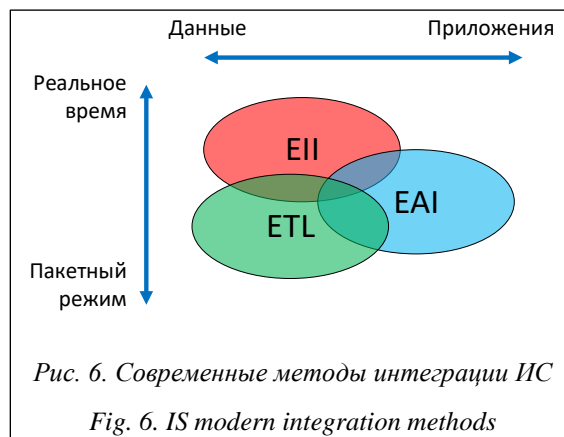 Данные
Приложения
Реальное
время
EII
EAI
ETL
Пакетный
режим
Рис. 6. Современные методы интеграции ИС
Fig. 6. IS modern integration methods